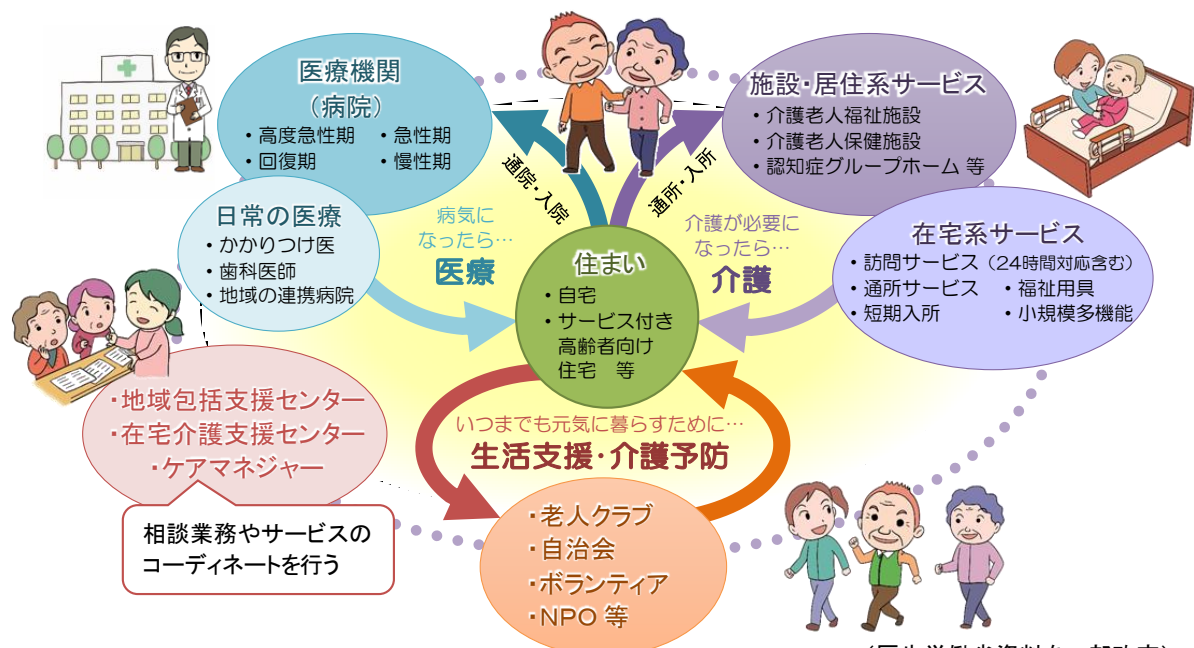 医療機関
(病院)
・高度急性期 ・急性期
・回復期 ・慢性期
日常の医療
・かかりつけ医
・歯科医師
・地域の連携病院
通院・入院
病気に
なったら…
医療
通所・入所
介護が必要に
なったら…
介護
施設・居住系サービス
・介護老人福祉施設
・介護老人保健施設
・認知症グループホーム 等
在宅系サービス
・訪問サービス(24時間対応含む)
・通所サービス ・福祉用具
・短期入所 ・小規模多機能
住まい
・自宅
・サービス付き
高齢者向け
住宅 等
・地域包括支援センター
・在宅介護支援センター
・ケアマネジャー
相談業務やサービスの
コーディネートを行う
いつまでも元気に暮らすために…
生活支援・介護予防
・老人クラブ
・自治会
・ボランティア
・NPO 等